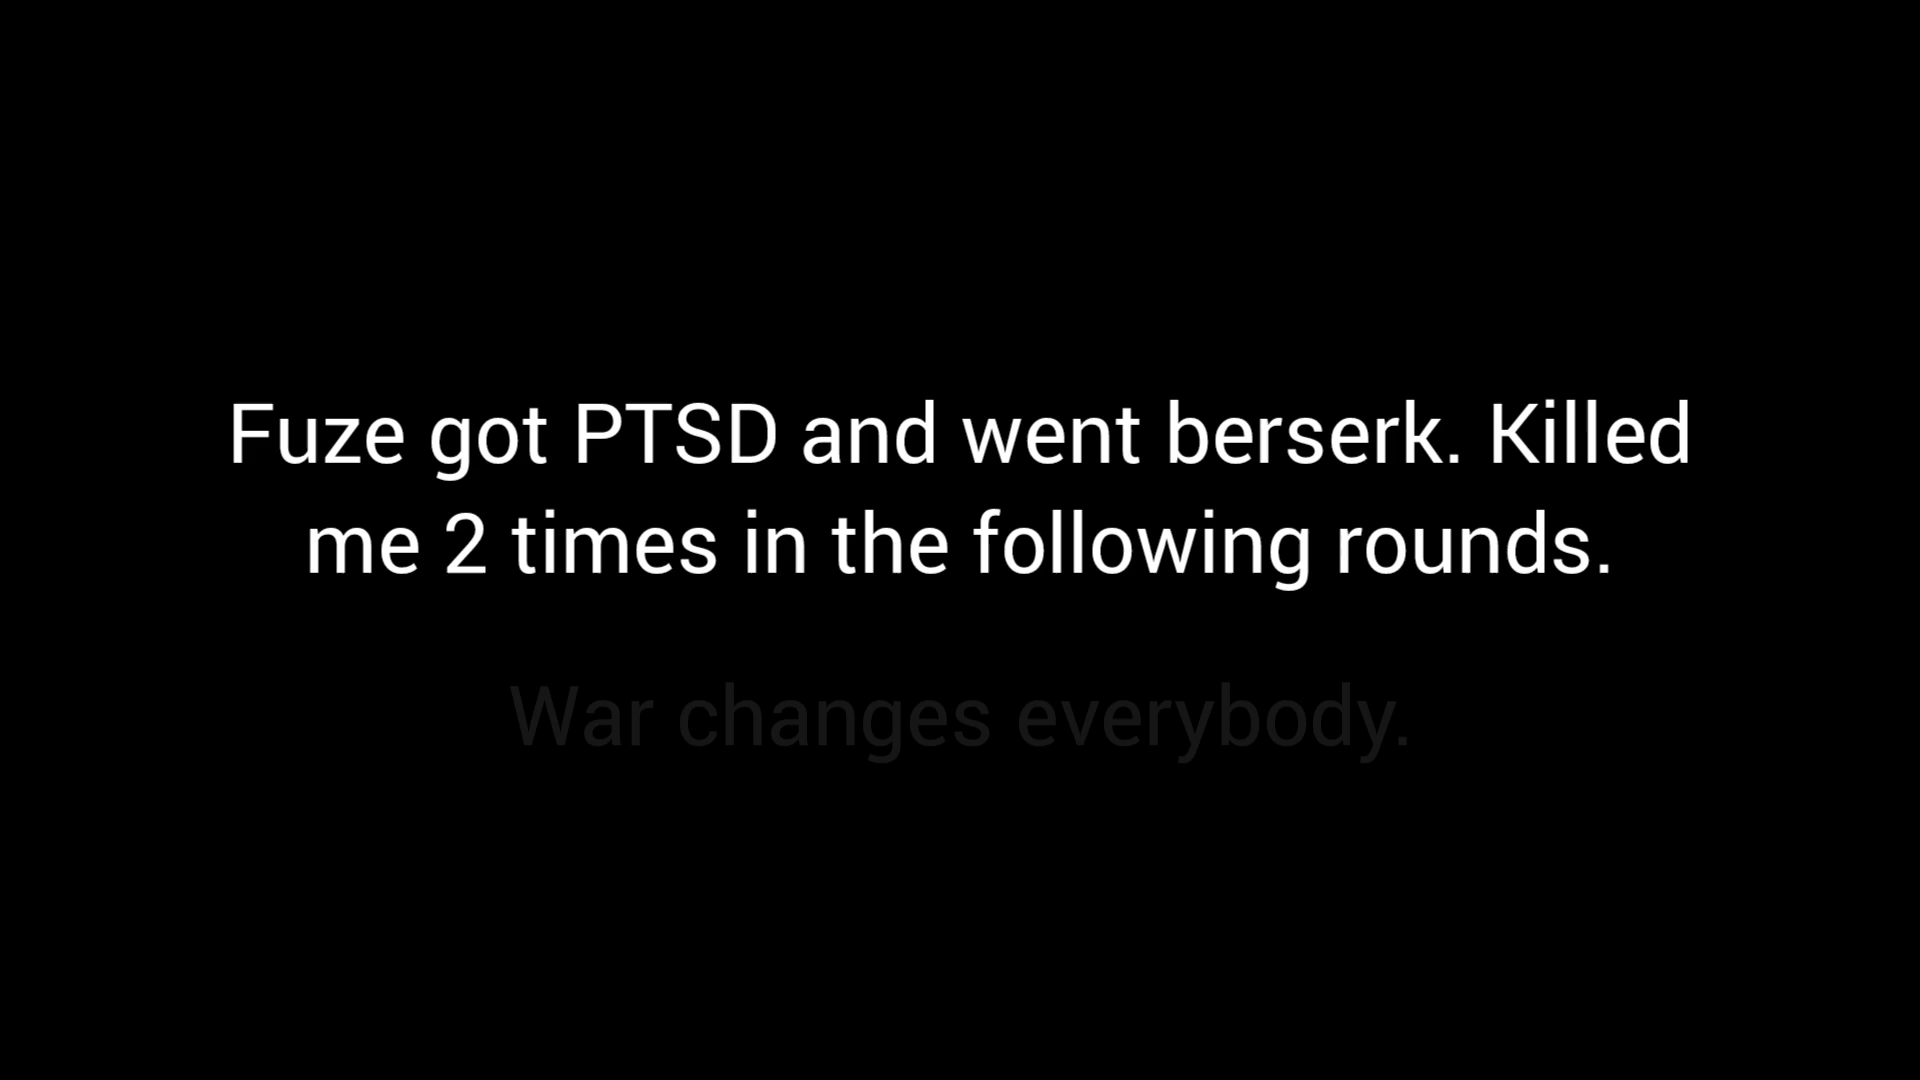 Fuze got PTSD and went berserk. Killed
me 2 times in the following rounds.
War changes everybody.